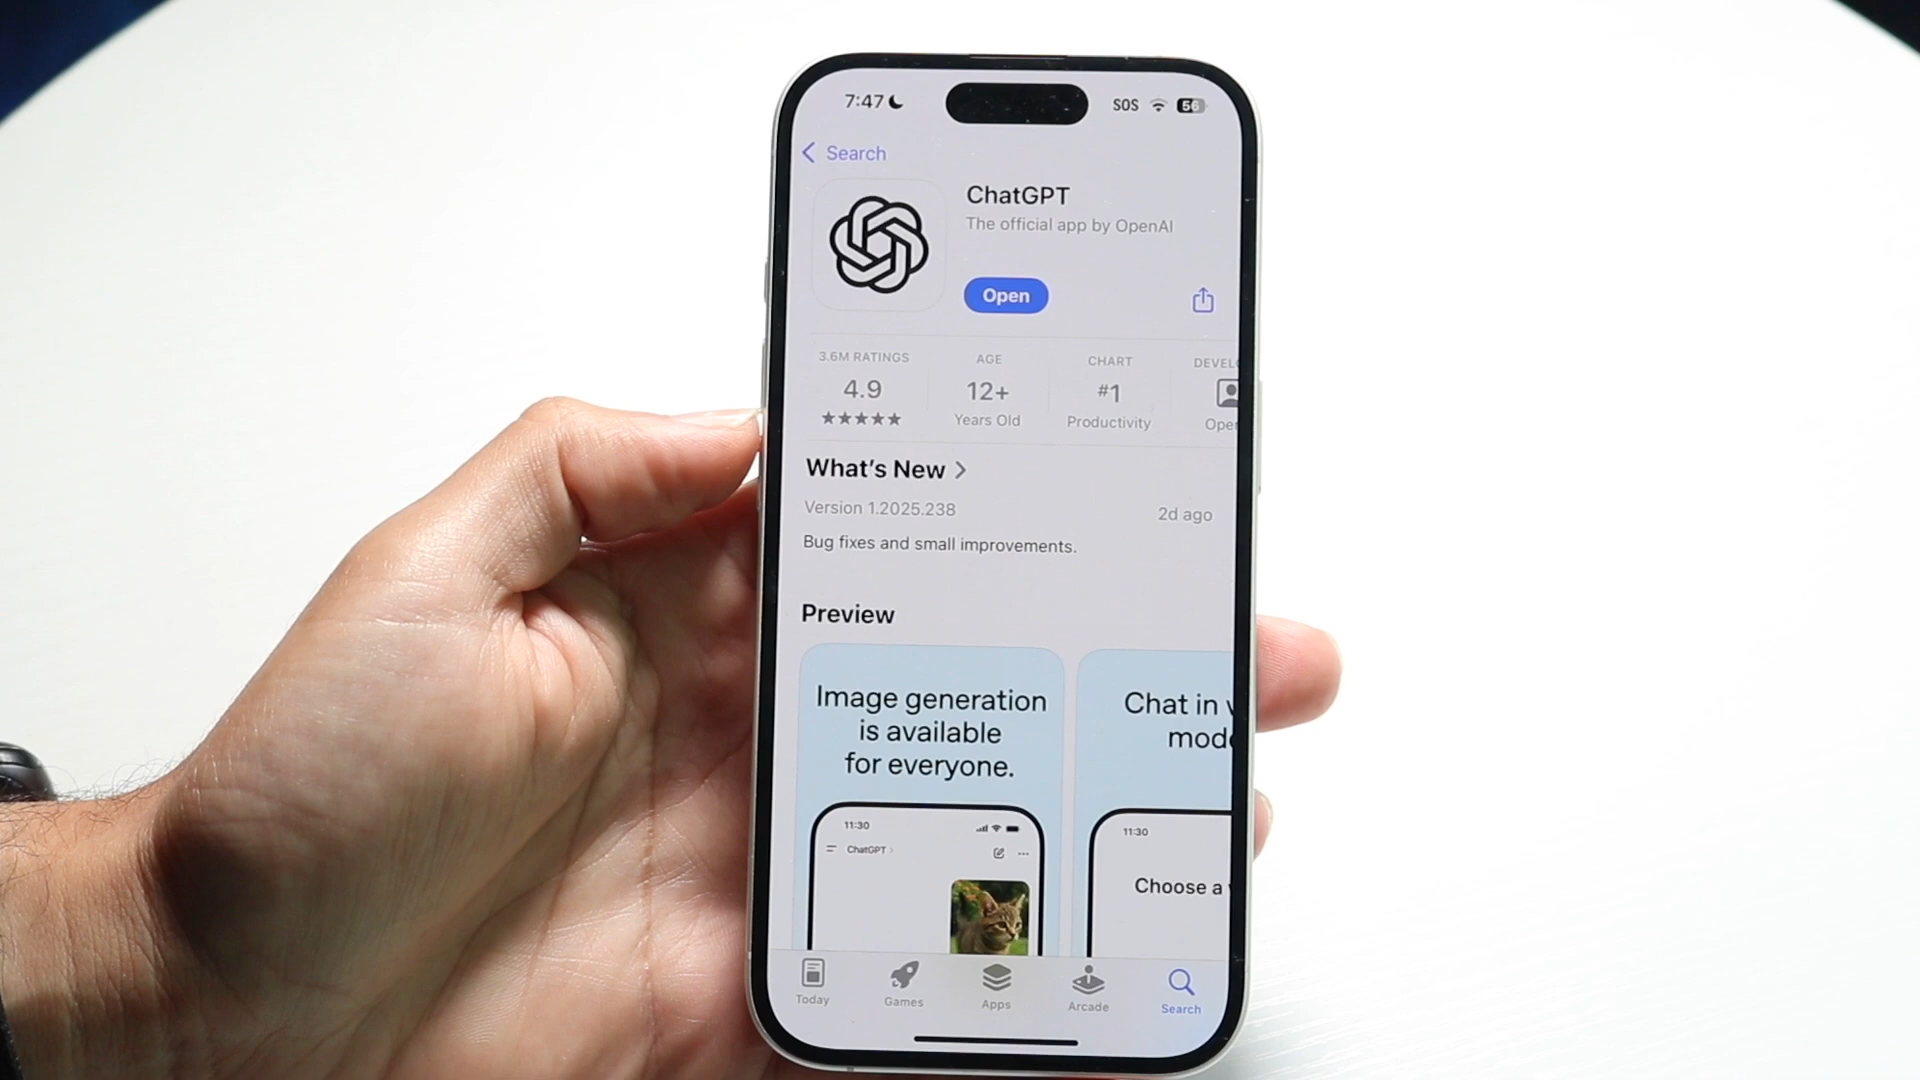 7:47
SOS
56
Search
ChatGPT
The official app by OpenAI
Open
3.6M RATINGS
4.9
★★★★★
AGE
12+
Years Old
CHART
#1
Productivity
DEVEL
Open
What's New
Version 1.2025.238
2d ago
Bug fixes and small improvements.
Preview
Image generation
is available
for everyone.
11:30
ChatGPT
Chat in
mode
11:30
Choose a
Today
Games
Apps
Arcade
Search